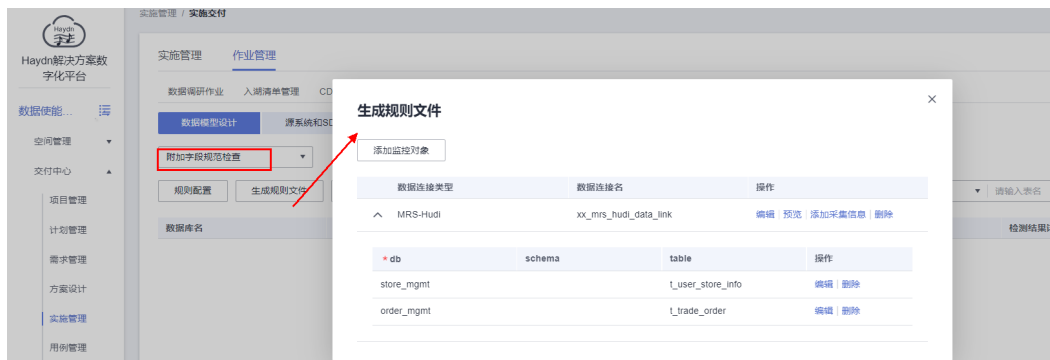 实施管理 / 实施交付
Haydn
Haydn解决方案数
字化平台
数据使能...
空间管理
交付中心
项目管理
计划管理
需求管理
方案设计
实施管理
用例管理
实施管理 作业管理
数据调研作业 入湖清单管理 CD
数据模型设计 源系统和SD
附加字段规范检查
规则配置 生成规则文件
请输入表名
数据库名
检测结果
生成规则文件
添加监控对象
数据连接类型 数据连接名 操作
MRS-Hudi xx_mrs_hudi_data_link 编辑 | 预览 | 添加采集信息 | 删除
* db schema table 操作
store_mgmt t_user_store_info 编辑 | 删除
order_mgmt t_trade_order 编辑 | 删除